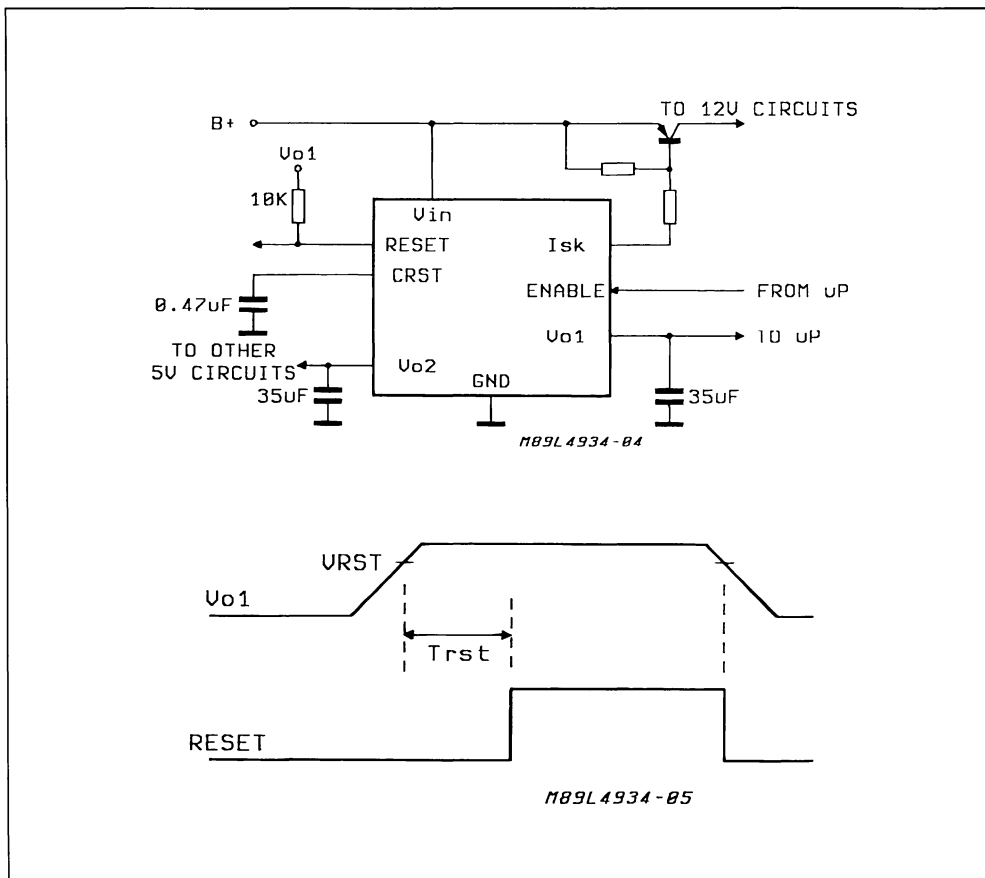 TO 12V CIRCUITS
B+
Vo1
10K
Vin
RESET
Isk
CRST
ENABLE
FROM uP
0.47uF
Vo1
TO uP
TO OTHER
5V CIRCUITS
Vo2
GND
35uF
35uF
M89L4934-04
VRST
Vo1
Trst
RESET
M89L4934-05